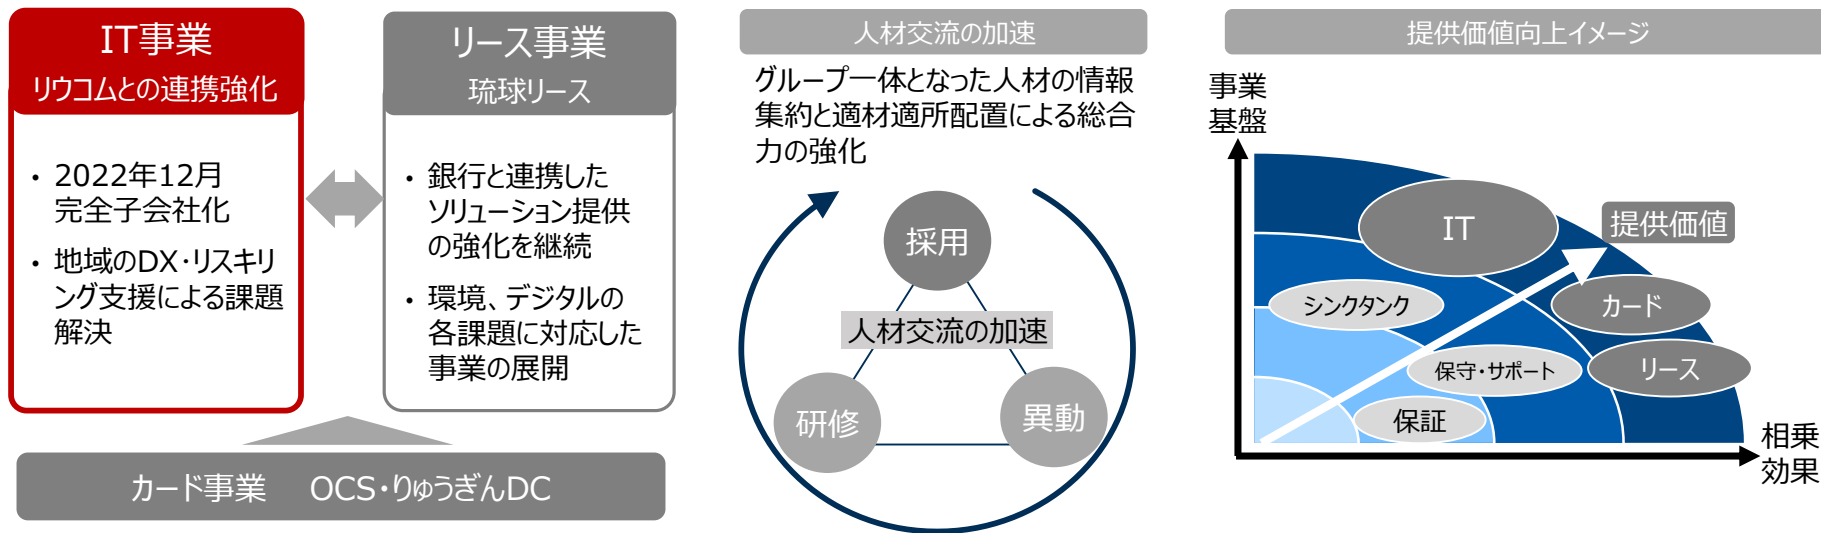 IT事業
リウコムとの連携強化
・ 2022年12月
完全子会社化
・ 地域のDX・リスキリ
ング支援による課題
解決
リース事業
琉球リース
・ 銀行と連携した
ソリューション提供
の強化を継続
・ 環境、デジタルの
各課題に対応した
事業の展開
カード事業 OCS・りゅうぎんDC
人材交流の加速
グループ一体となった人材の情報
集約と適材適所配置による総合
力の強化
採用
人材交流の加速
研修
異動
提供価値向上イメージ
事業
基盤
IT
提供価値
シンクタンク
カード
保守・サポート
リース
保証
相乗
効果